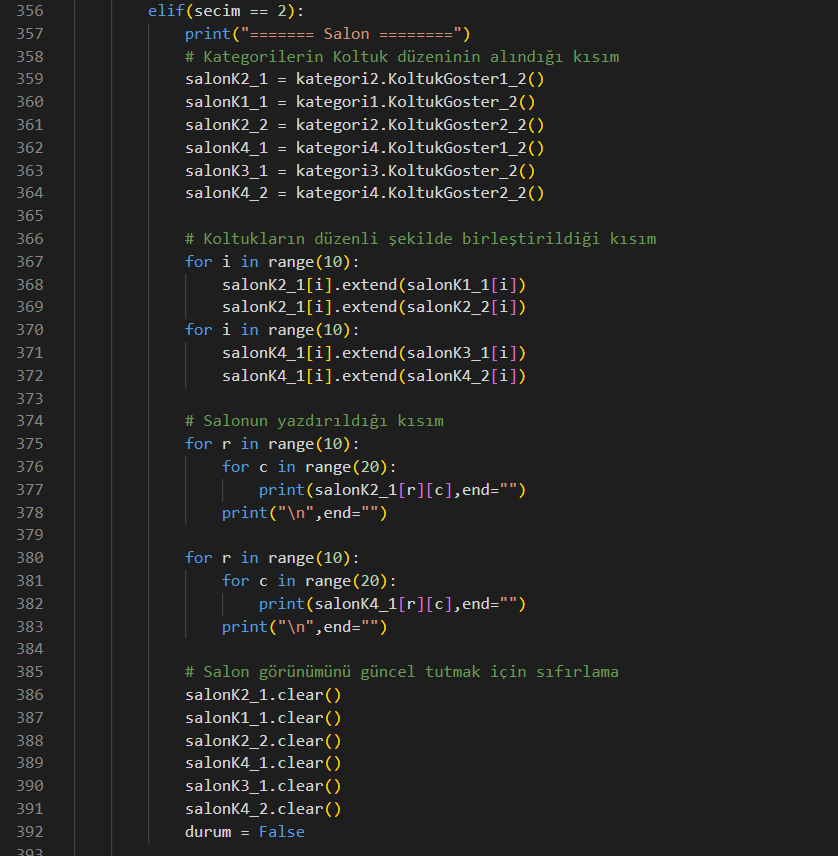 356 elif(secim == 2):
357 print("======= Salon ========")
358 # Kategorilerin Koltuk düzeninin alındığı kısım
359 salonK2_1 = kategori2.KoltukGoster1_2()
360 salonK1_1 = kategori1.KoltukGoster_2()
361 salonK2_2 = kategori2.KoltukGoster2_2()
362 salonK4_1 = kategori4.KoltukGoster1_2()
363 salonK3_1 = kategori3.KoltukGoster_2()
364 salonK4_2 = kategori4.KoltukGoster2_2()
365
366 # Koltukların düzenli şekilde birleştirildiği kısım
367 for i in range(10):
368 salonK2_1[i].extend(salonK1_1[i])
369 salonK2_1[i].extend(salonK2_2[i])
370 for i in range(10):
371 salonK4_1[i].extend(salonK3_1[i])
372 salonK4_1[i].extend(salonK4_2[i])
373
374 # Salonun yazdırıldığı kısım
375 for r in range(10):
376 for c in range(20):
377 print(salonK2_1[r][c],end="")
378 print("\n",end="")
379
380 for r in range(10):
381 for c in range(20):
382 print(salonK4_1[r][c],end="")
383 print("\n",end="")
384
385 # Salon görünümünü güncel tutmak için sıfırlama
386 salonK2_1.clear()
387 salonK1_1.clear()
388 salonK2_2.clear()
389 salonK4_1.clear()
390 salonK3_1.clear()
391 salonK4_2.clear()
392 durum = False
393